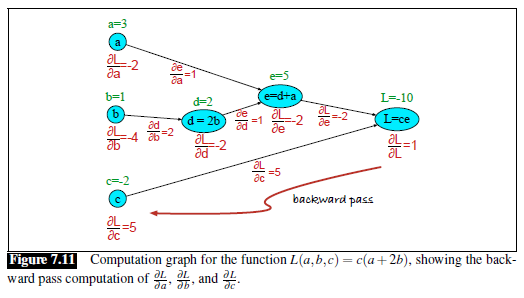 a=3
a
∂L/∂a=-2
∂e/∂a=1
b=1
b
∂L/∂b=-4
∂d/∂b=2
d=2
d = 2b
∂L/∂d=-2
∂e/∂d=1
e=5
e=d+a
∂L/∂e=-2
∂L/∂e=-2
L=-10
L=ce
∂L/∂L=1
∂L/∂c=5
backward pass
c=-2
c
∂L/∂c=5
Figure 7.11 Computation graph for the function L(a,b,c) = c(a+2b), showing the back-
ward pass computation of ∂L/∂a, ∂L/∂b, and ∂L/∂c.